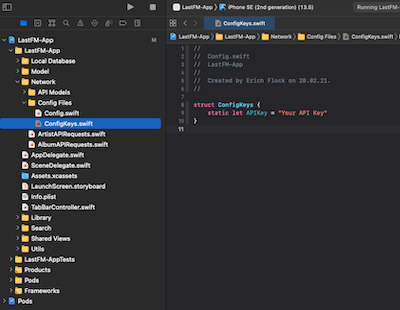 LastFM-App
iPhone SE (2nd generation) (13.5)
Running LastFM-
ConfigKeys.swift
LastFM-App
LastFM-App
Network
Config Files
ConfigKeys.swift
LastFM-App
M
LastFM-App
Local Database
Model
Network
API Models
Config Files
Config.swift
ConfigKeys.swift
ArtistAPIRequests.swift
AlbumAPIRequests.swift
AppDelegate.swift
SceneDelegate.swift
Assets.xcassets
LaunchScreen.storyboard
Info.plist
TabBarController.swift
Library
Search
Shared Views
Utils
LastFM-AppTests
Products
Pods
Frameworks
Pods
1 //
2 // Config.swift
3 // LastFM-App
4 //
5 // Created by Erich Flock on 28.02.21.
6 //
7
8 struct ConfigKeys {
9 static let APIKey = "Your API Key"
10 }
11